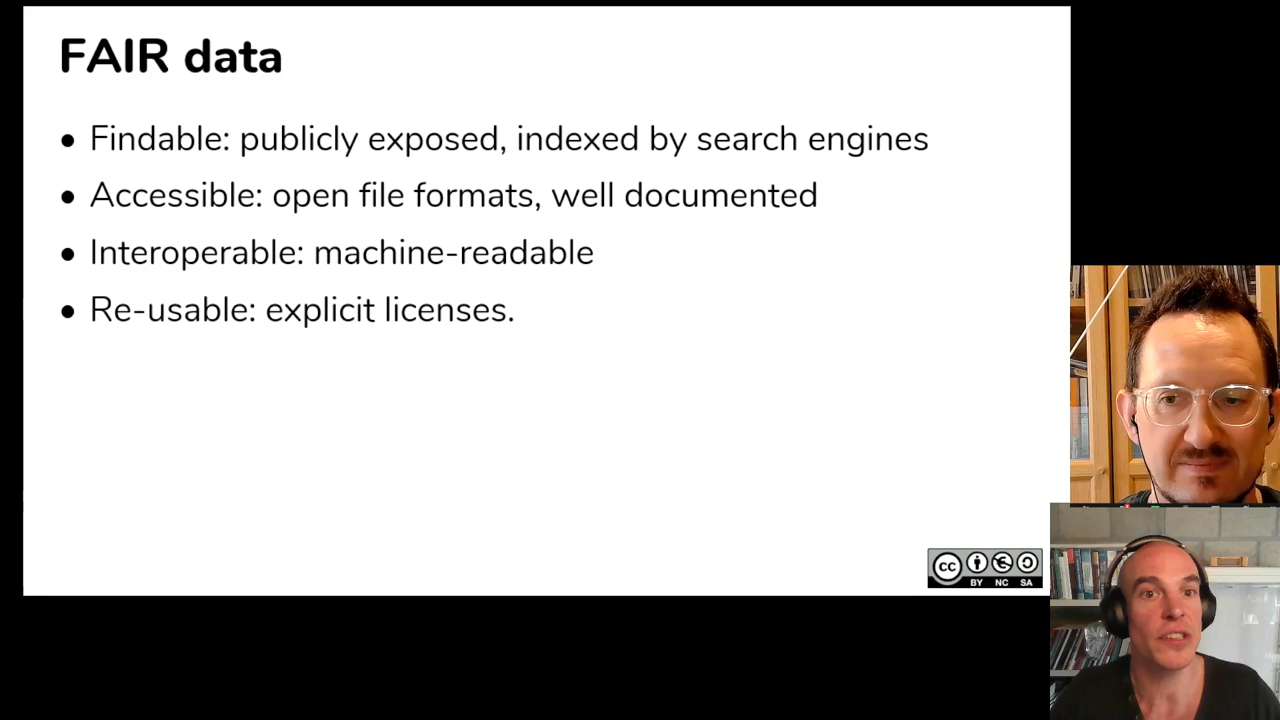 FAIR data
• Findable: publicly exposed, indexed by search engines
• Accessible: open file formats, well documented
• Interoperable: machine-readable
• Re-usable: explicit licenses.
cc
BY NC SA